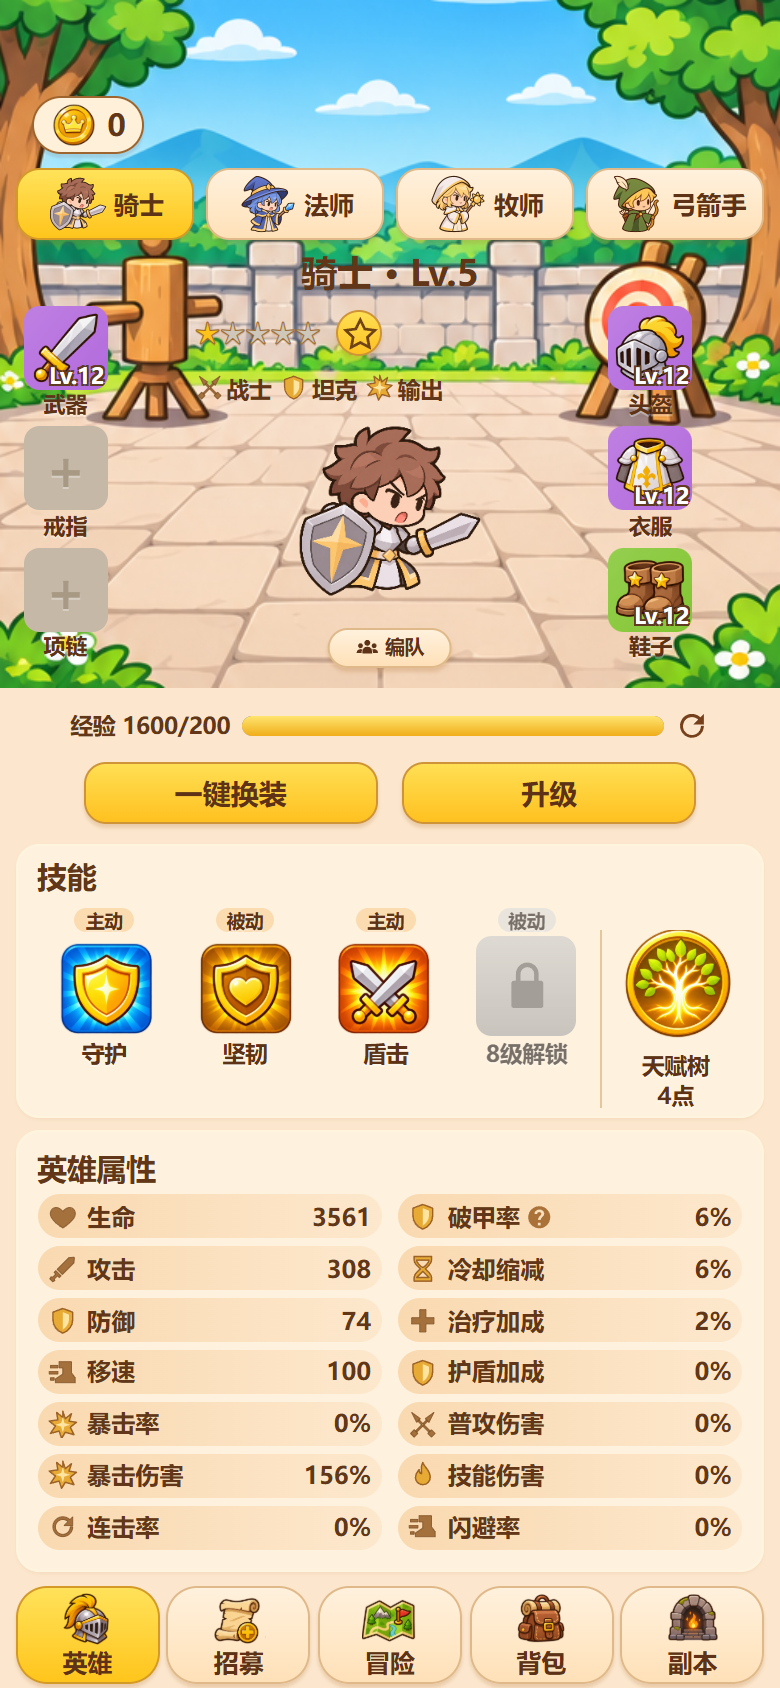 0
骑士
法师
牧师
弓箭手
骑士·Lv.5
战士 坦克 输出
Lv.12
武器
戒指
项链
Lv.12
头盔
Lv.12
衣服
Lv.12
鞋子
编队
经验 1600/200
一键换装
升级
技能
主动
守护
被动
坚韧
主动
盾击
被动
8级解锁
天赋树
4点
英雄属性
生命 3561
破甲率 ? 6%
攻击 308
冷却缩减 6%
防御 74
治疗加成 2%
移速 100
护盾加成 0%
暴击率 0%
普攻伤害 0%
暴击伤害 156%
技能伤害 0%
连击率 0%
闪避率 0%
英雄
招募
冒险
背包
副本